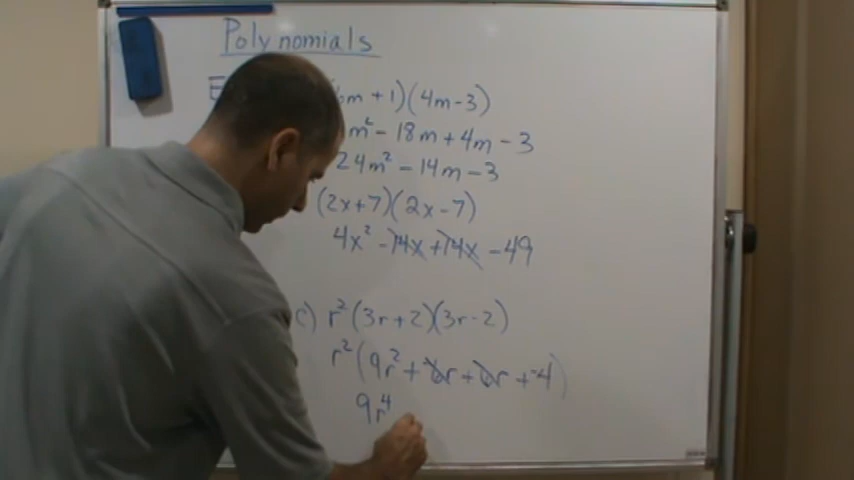 Polynomials
E 6m + 1)(4m - 3)
m² - 18m + 4m - 3
24m² - 14m - 3
(2x + 7)(2x - 7)
4x² - 14x + 14x - 49
c) r²(3r + 2)(3r - 2)
r²(9r² + -6r + 6r + -4)
9r⁴